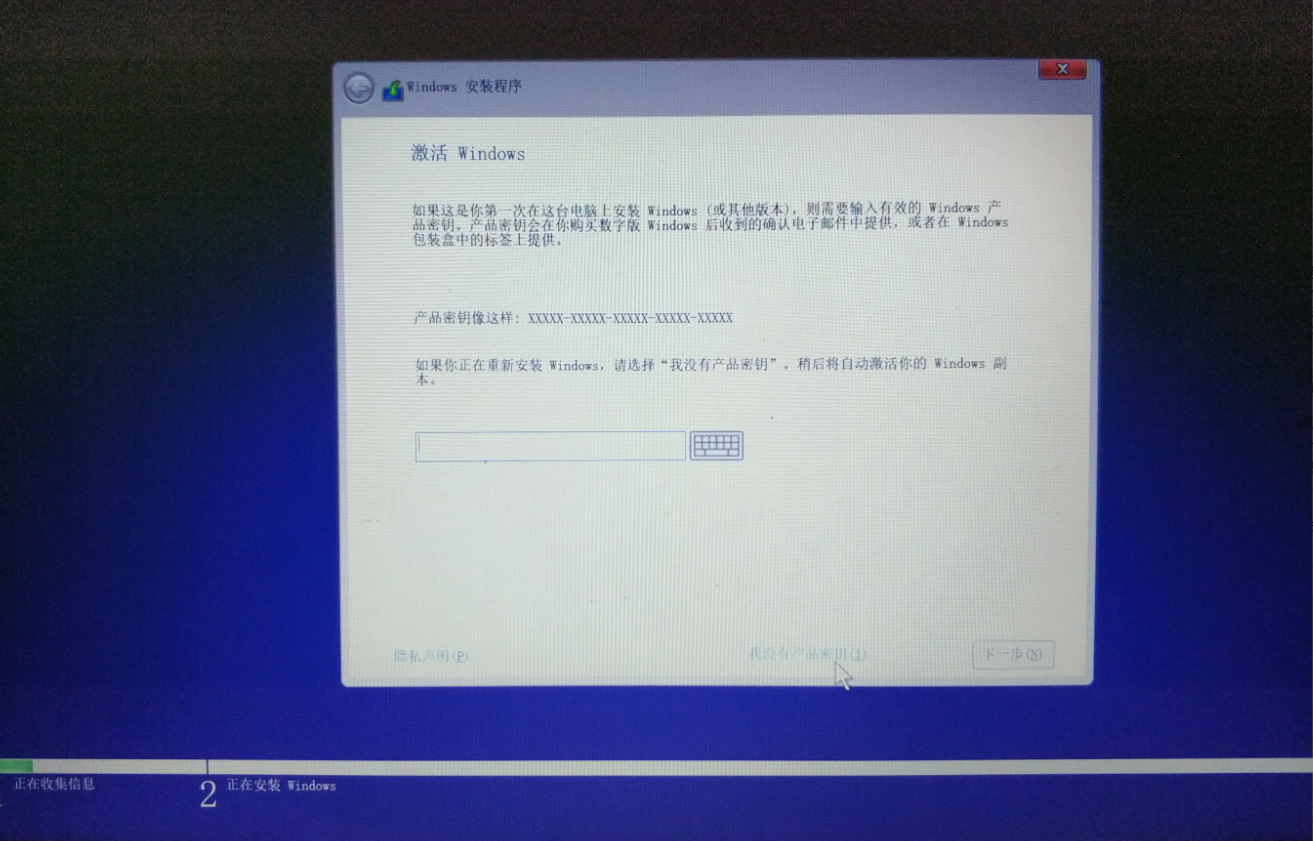 Windows 安装程序
激活 Windows
如果这是你第一次在这台电脑上安装 Windows (或其他版本)，则需要输入有效的 Windows 产
品密钥。产品密钥会在你购买数字版 Windows 后收到的确认电子邮件中提供，或者在 Windows
包装盒中的标签上提供。
产品密钥像这样: XXXXX-XXXXX-XXXXX-XXXXX-XXXXX
如果你正在重新安装 Windows，请选择“我没有产品密钥”。稍后将自动激活你的 Windows 副
本。
隐私声明(P)
我没有产品密钥(I)
下一步(N)
正在收集信息
2 正在安装 Windows